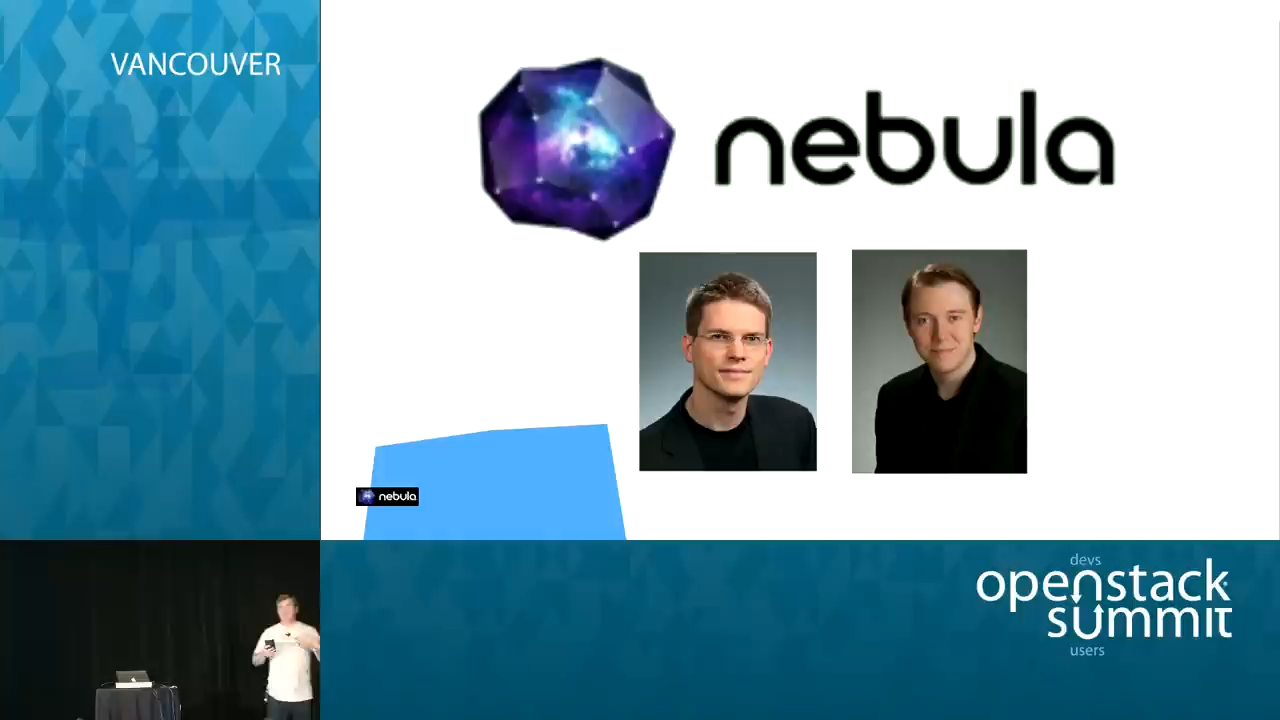 VANCOUVER
nebula
nebula
devs
openstack
summit
users